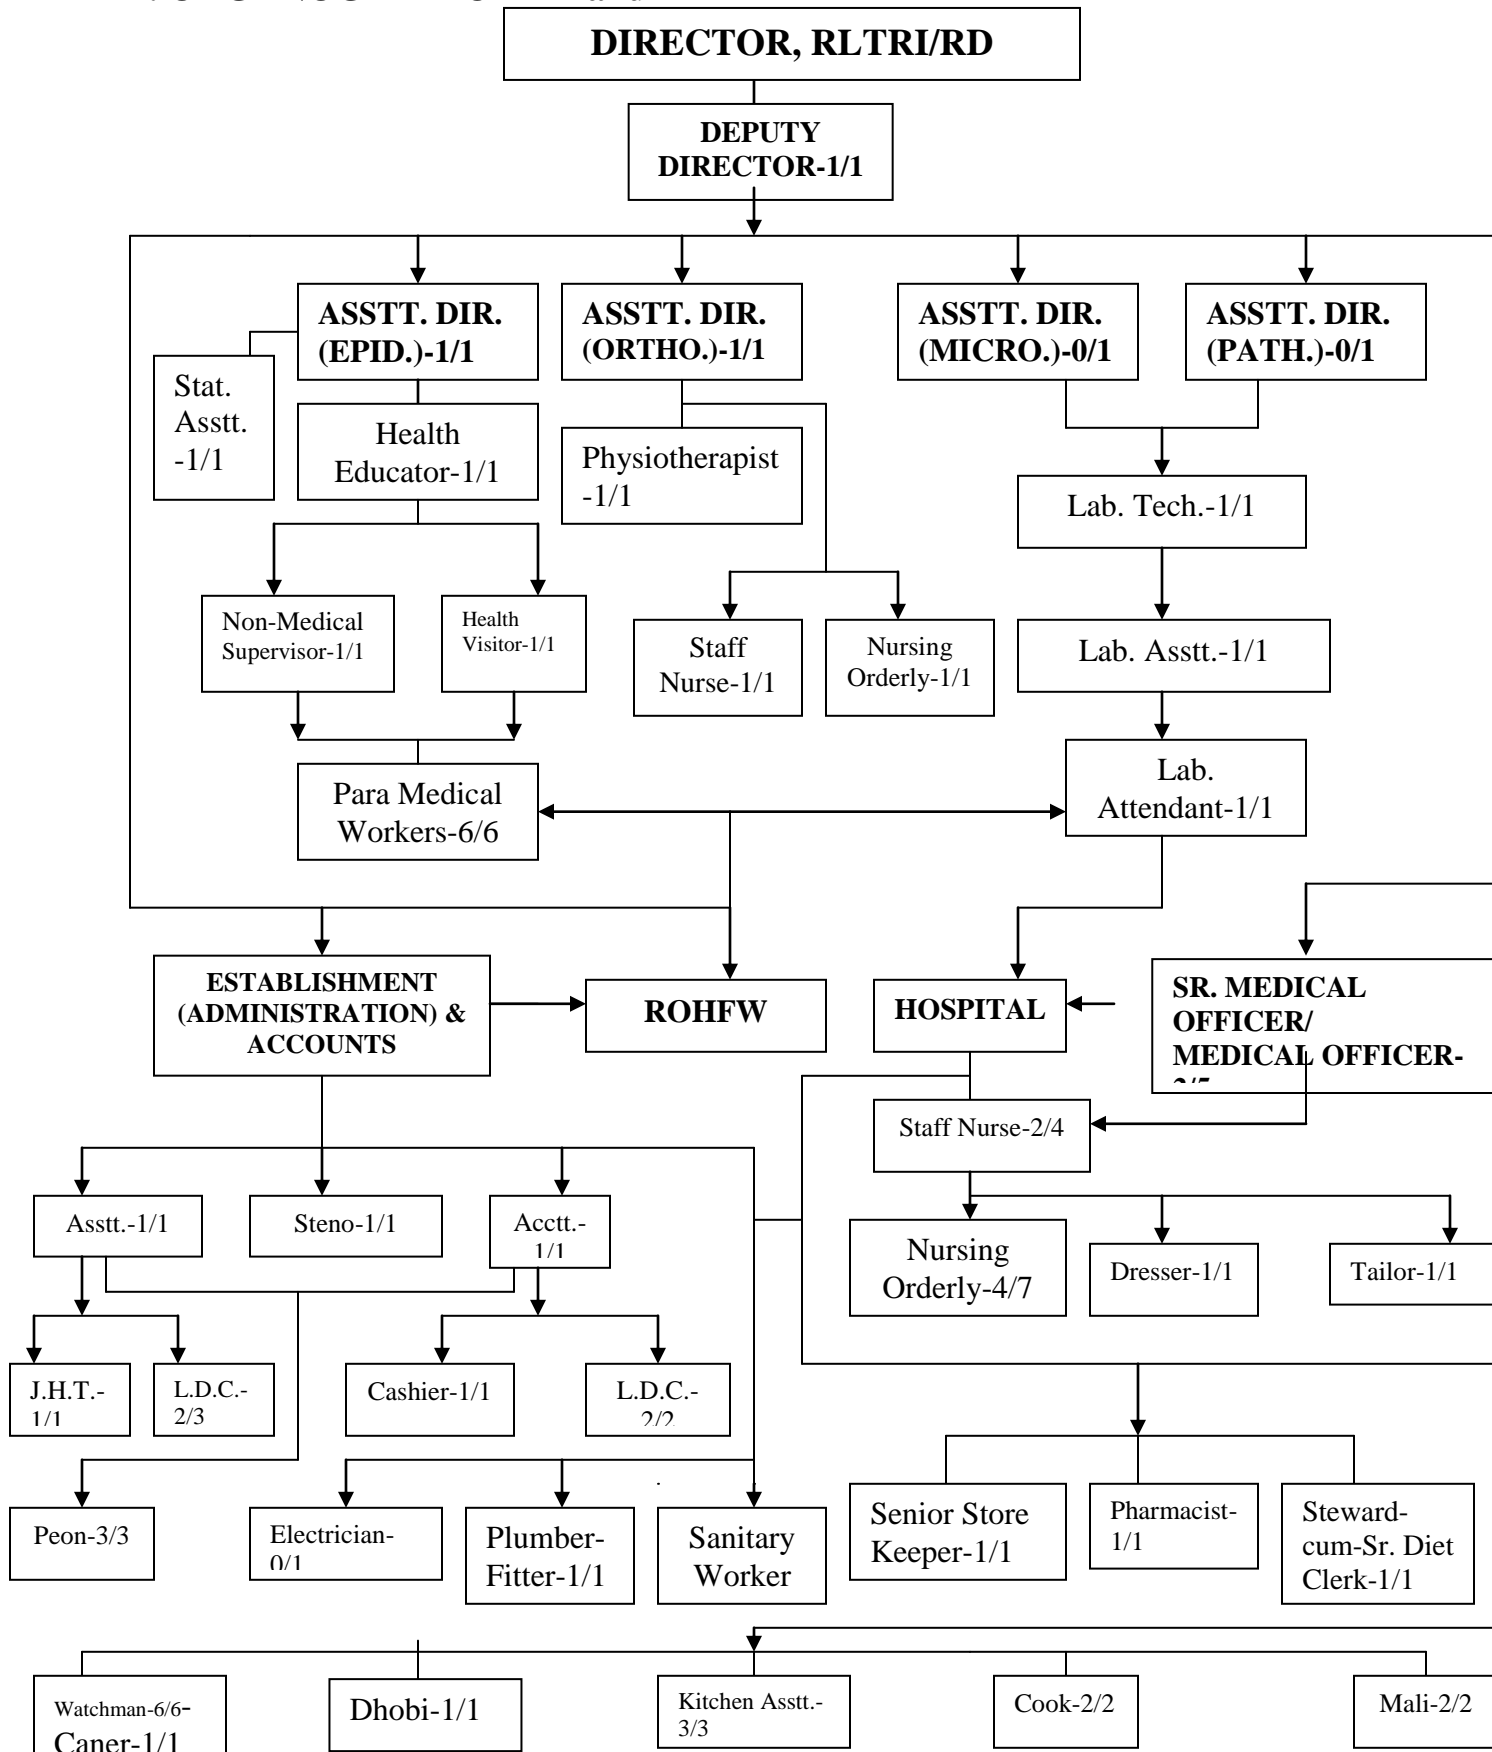 DIRECTOR, RLTRI/RD
DEPUTY
DIRECTOR-1/1
ASSTT. DIR.
(EPID.)-1/1
ASSTT. DIR.
(ORTHO.)-1/1
ASSTT. DIR.
(MICRO.)-0/1
ASSTT. DIR.
(PATH.)-0/1
Stat.
Asstt.
-1/1
Health
Educator-1/1
Physiotherapist
-1/1
Lab. Tech.-1/1
Non-Medical
Supervisor-1/1
Health
Visitor-1/1
Staff
Nurse-1/1
Nursing
Orderly-1/1
Lab. Asstt.-1/1
Para Medical
Workers-6/6
Lab.
Attendant-1/1
ESTABLISHMENT
(ADMINISTRATION) &
ACCOUNTS
ROHFW
HOSPITAL
SR. MEDICAL
OFFICER/
MEDICAL OFFICER-
Staff Nurse-2/4
Asstt.-1/1
Steno-1/1
Acctt.-
1/1
Nursing
Orderly-4/7
Dresser-1/1
Tailor-1/1
J.H.T.-
1/1
L.D.C.-
2/3
Cashier-1/1
L.D.C.-
2/2
Peon-3/3
Electrician-
0/1
Plumber-
Fitter-1/1
Sanitary
Worker
Senior Store
Keeper-1/1
Pharmacist-
1/1
Steward-
cum-Sr. Diet
Clerk-1/1
Watchman-6/6-
Caner-1/1
Dhobi-1/1
Kitchen Asstt.-
3/3
Cook-2/2
Mali-2/2